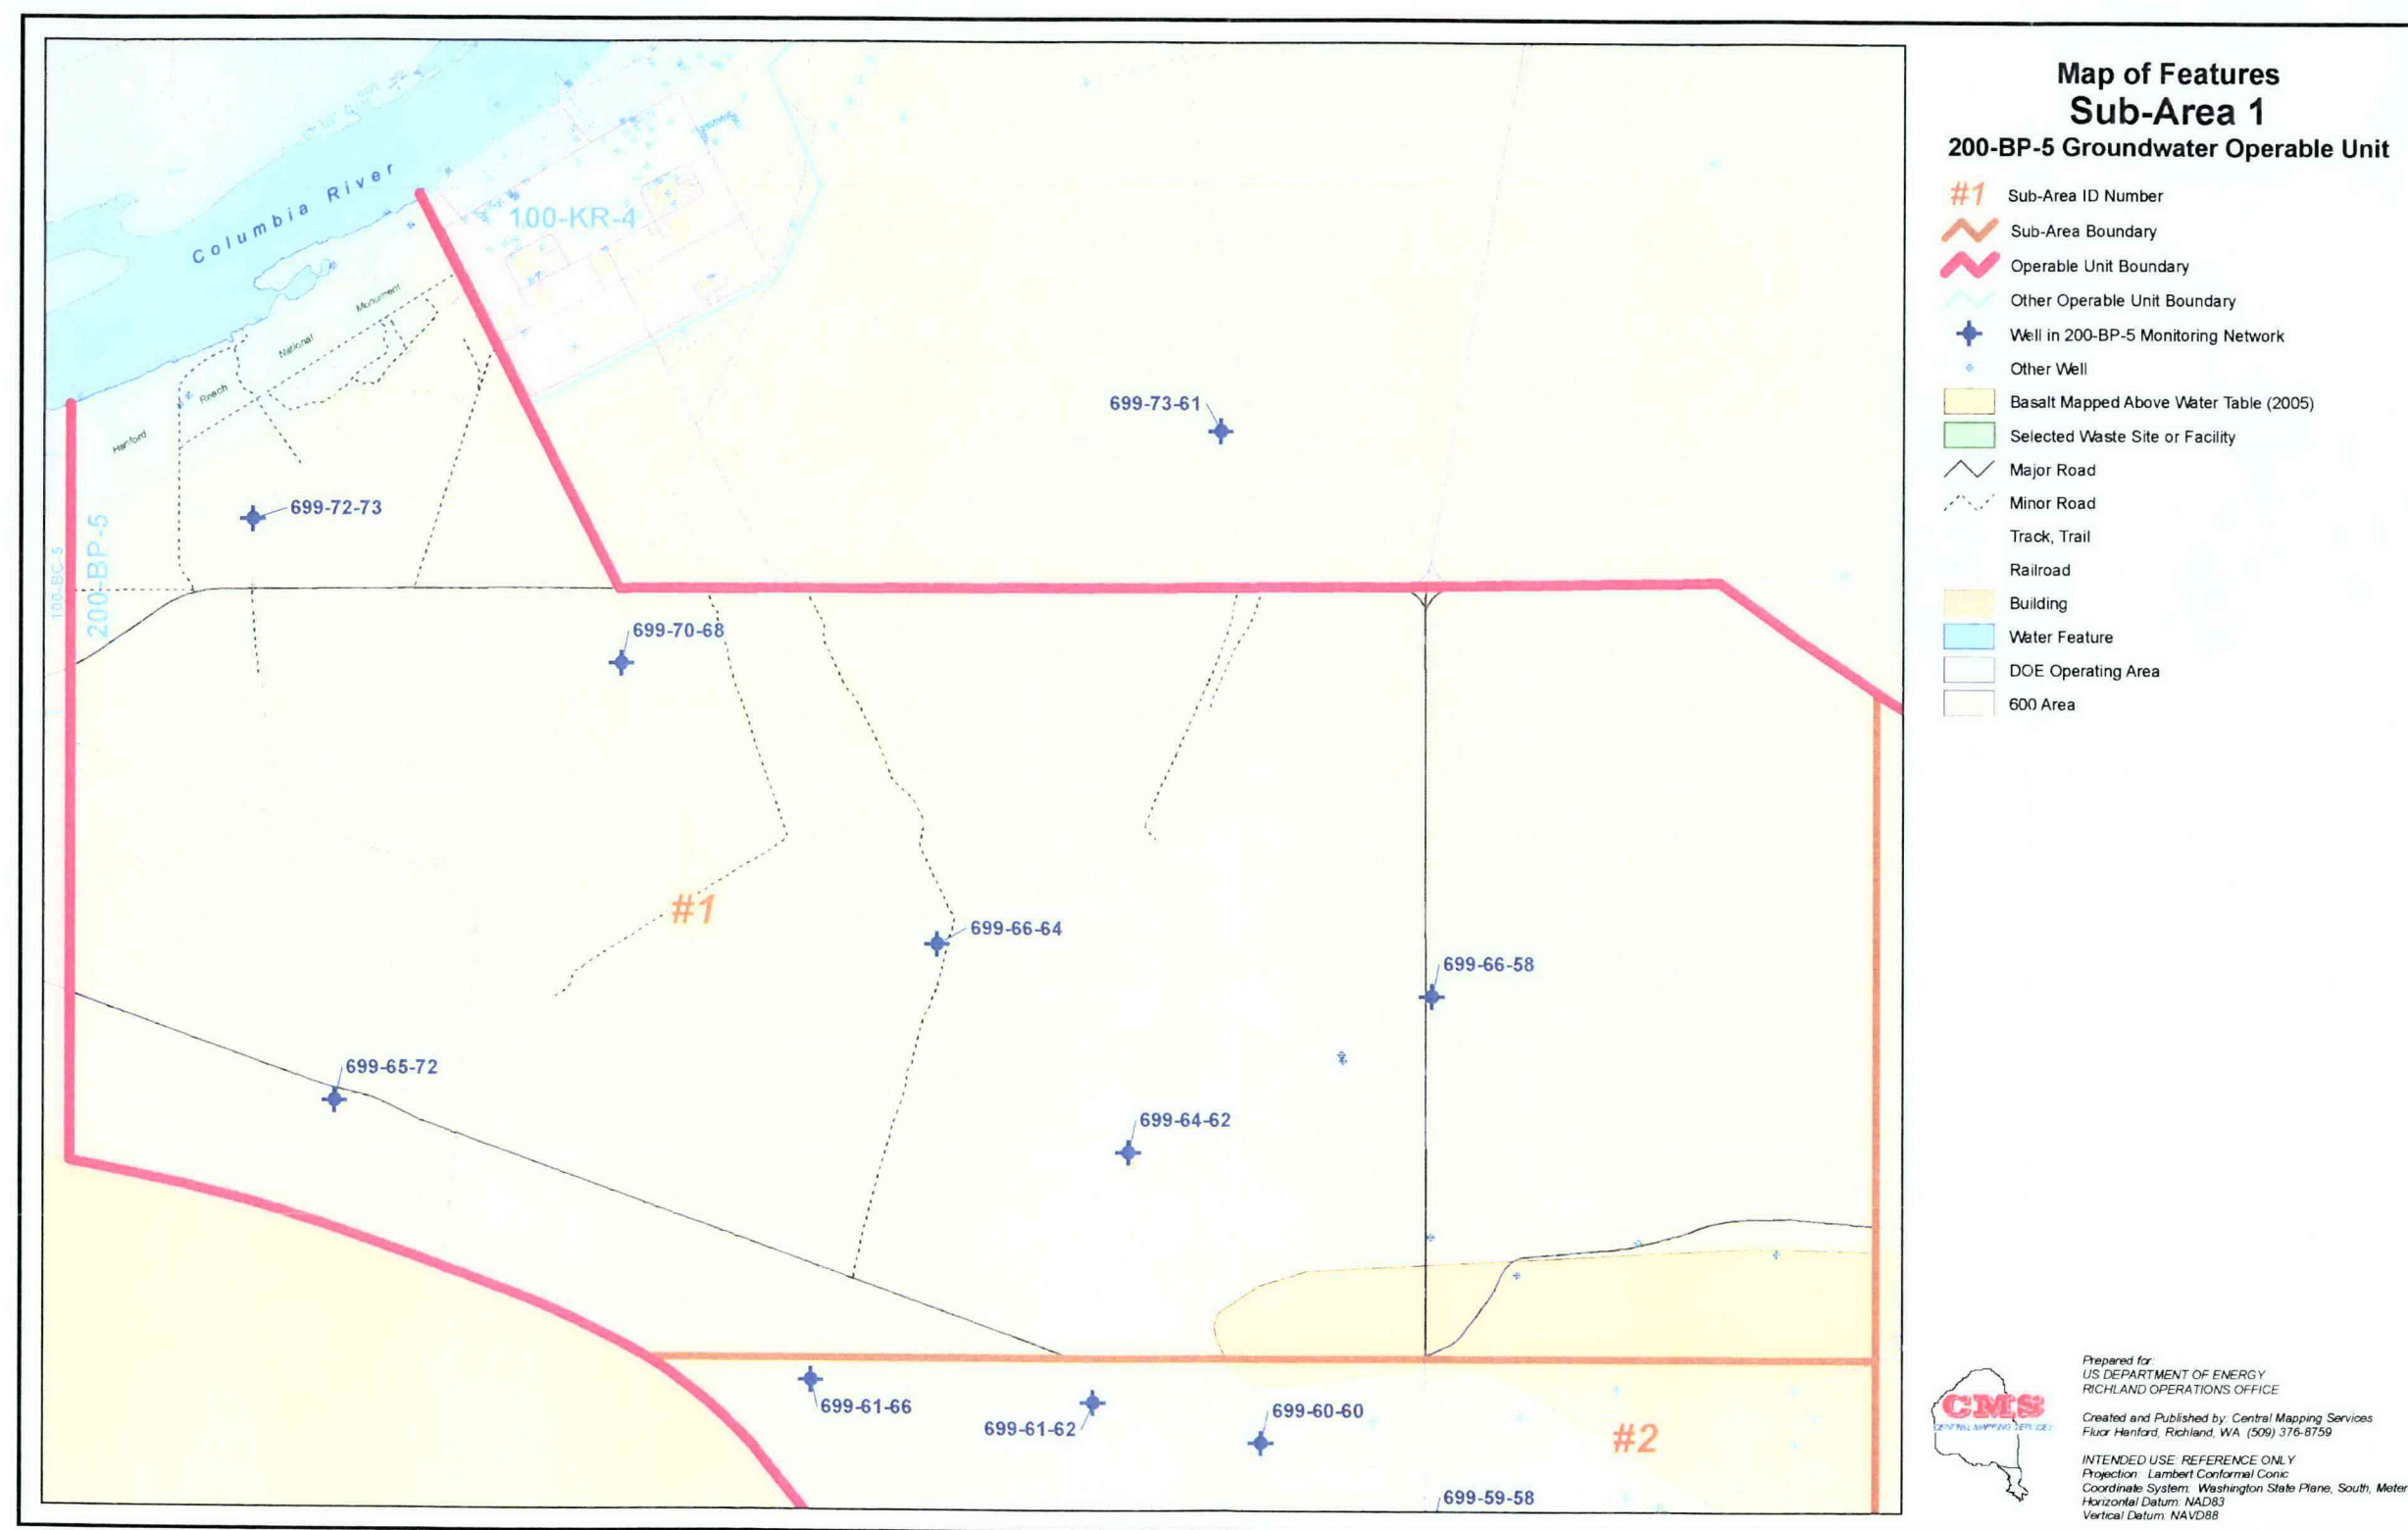 Map of Features
Sub-Area 1
200-BP-5 Groundwater Operable Unit
#1 Sub-Area ID Number
Sub-Area Boundary
Operable Unit Boundary
Other Operable Unit Boundary
Well in 200-BP-5 Monitoring Network
Other Well
Basalt Mapped Above Water Table (2005)
Selected Waste Site or Facility
Major Road
Minor Road
Track, Trail
Railroad
Building
Water Feature
DOE Operating Area
600 Area
Columbia River
100-KR-4
Hanford Reach National Monument
699-73-61
699-72-73
100-BC-5
200-BP-5
699-70-68
#1
699-66-64
699-66-58
699-65-72
699-64-62
699-61-66
699-61-62
699-60-60
#2
699-59-58
CMS
CENTRAL MAPPING SERVICES
Prepared for:
US DEPARTMENT OF ENERGY
RICHLAND OPERATIONS OFFICE
Created and Published by: Central Mapping Services
Fluor Hanford, Richland, WA (509) 376-8759
INTENDED USE: REFERENCE ONLY
Projection: Lambert Conformal Conic
Coordinate System: Washington State Plane, South, Meter
Horizontal Datum: NAD83
Vertical Datum: NAVD88